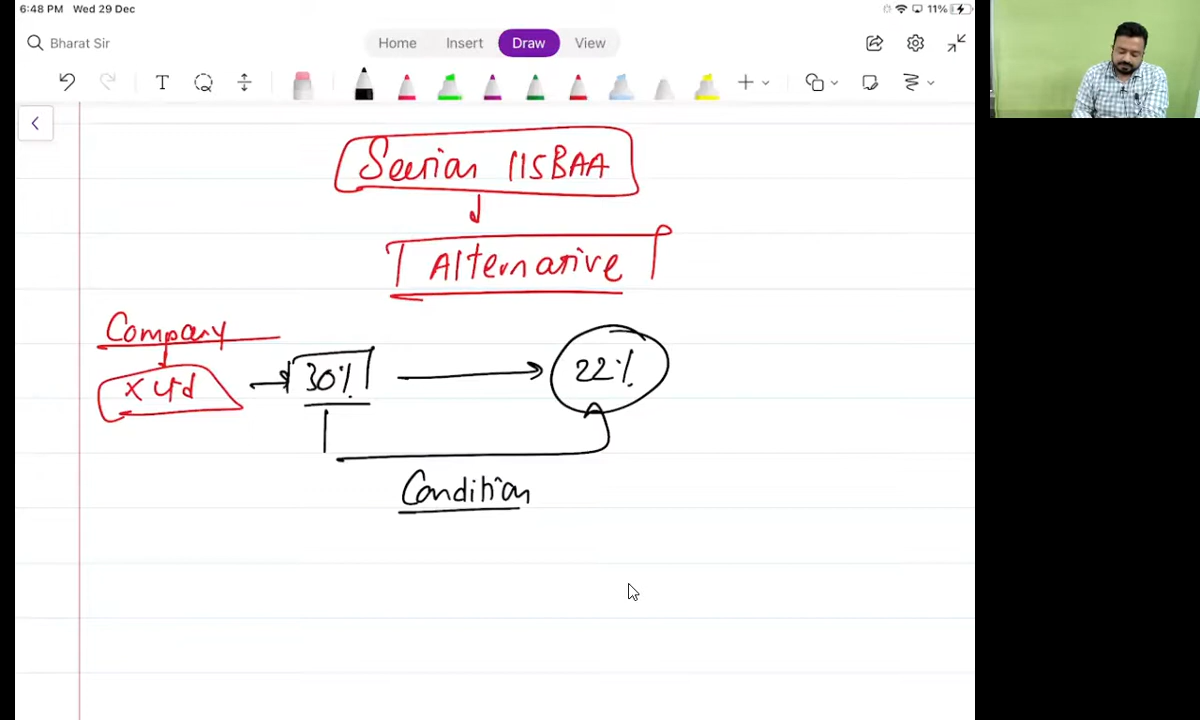 6:48 PM Wed 29 Dec
11%
Bharat Sir
Home Insert Draw View
T
Section 115BAA
Alternative
Company
X Ltd
30%
22%
Condition